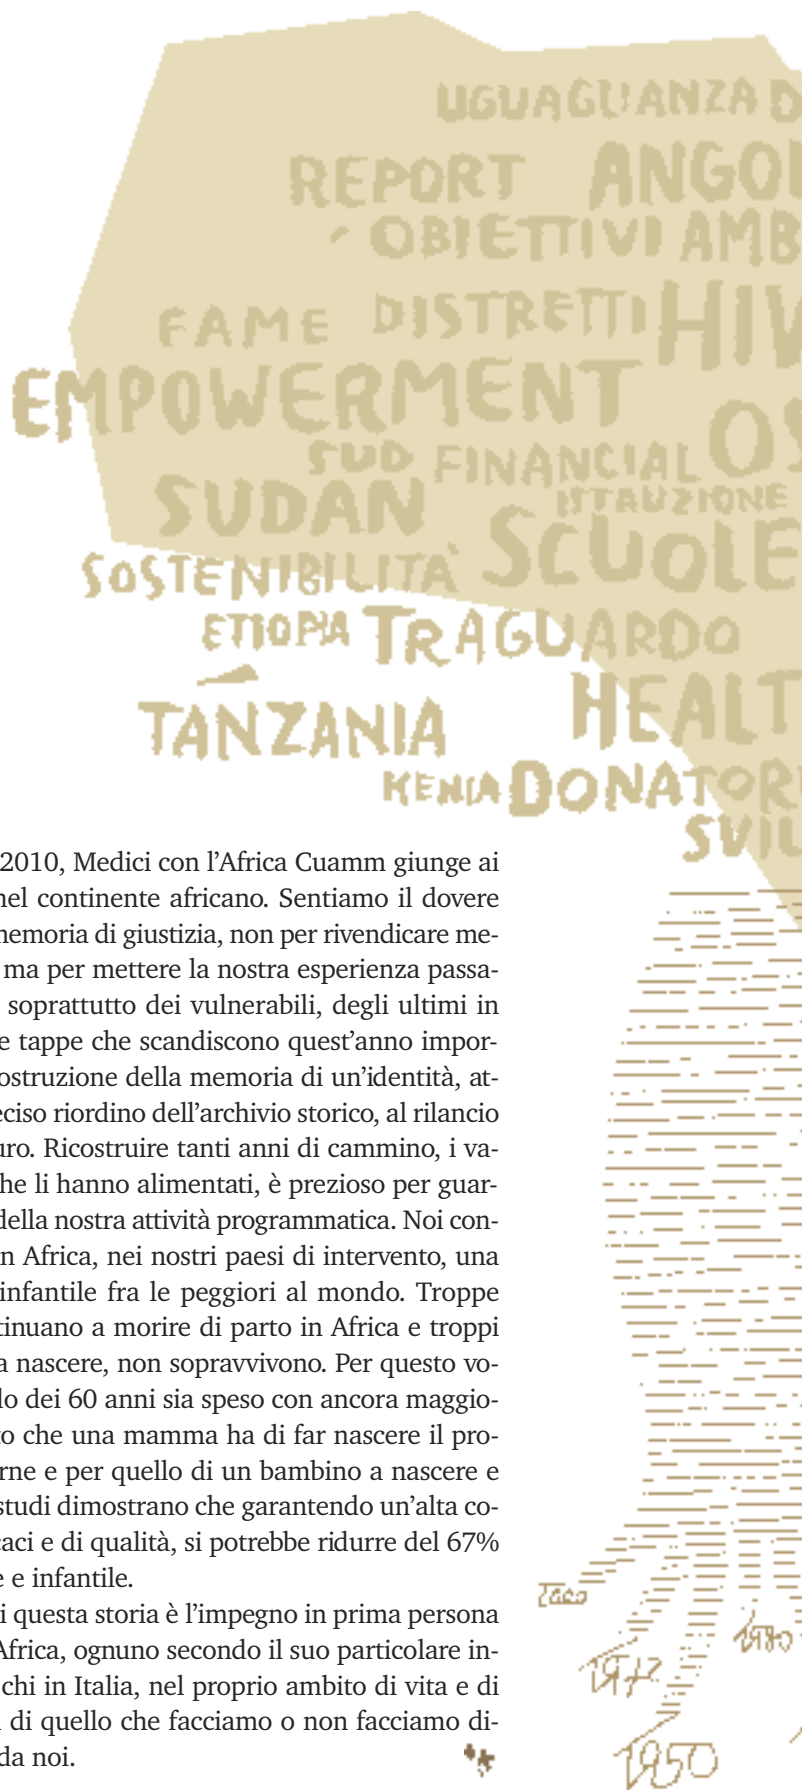 UGUAGLIANZA
REPORT
OBIETTIVI
FAME DISTRETTI HIV
EMPOWERMENT
SUD FINANCIAL
SUDAN ISTRUZIONE
SCUOLE
SOSTENIBILITÀ
ETIOPIA TRAGUARDO
TANZANIA
KENIA
2010, Medici con l’Africa Cuamm giunge ai
nel continente africano. Sentiamo il dovere
memoria di giustizia, non per rivendicare me-
ma per mettere la nostra esperienza passa-
soprattutto dei vulnerabili, degli ultimi in
e tappe che scandiscono quest’anno impor-
ostruzione della memoria di un’identità, at-
eciso riordino dell’archivio storico, al rilancio
uro. Ricostruire tanti anni di cammino, i va-
he li hanno alimentati, è prezioso per guar-
della nostra attività programmatica. Noi con-
n Africa, nei nostri paesi di intervento, una
infantile fra le peggiori al mondo. Troppe
tinuano a morire di parto in Africa e troppi
a nascere, non sopravvivono. Per questo vo-
lo dei 60 anni sia speso con ancora maggio-
to che una mamma ha di far nascere il pro-
rne e per quello di un bambino a nascere e
studi dimostrano che garantendo un’alta co-
caci e di qualità, si potrebbe ridurre del 67%
e e infantile.
i questa storia è l’impegno in prima persona
Africa, ognuno secondo il suo particolare in-
chi in Italia, nel proprio ambito di vita e di
di quello che facciamo o non facciamo di-
da noi.
1980
1972
1950